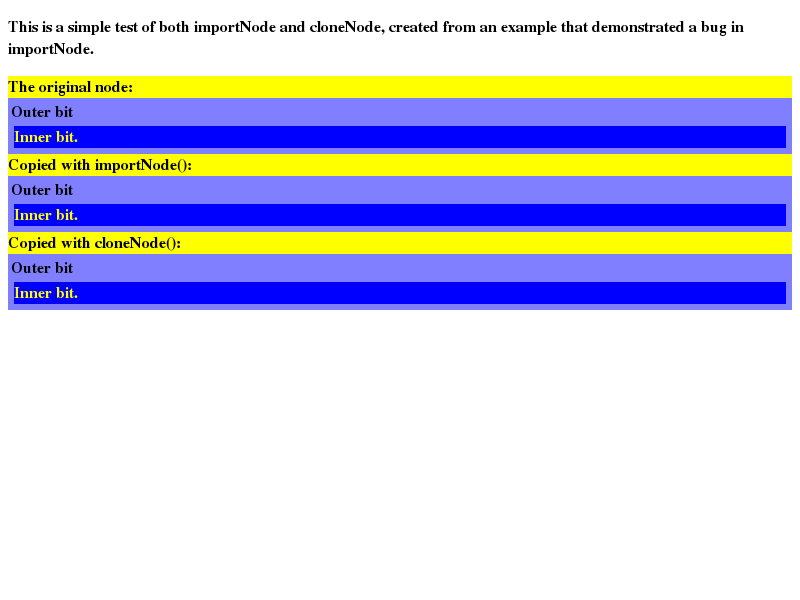 This is a simple test of both importNode and cloneNode, created from an example that demonstrated a bug in
importNode.
The original node:
Outer bit
Inner bit.
Copied with importNode():
Outer bit
Inner bit.
Copied with cloneNode():
Outer bit
Inner bit.